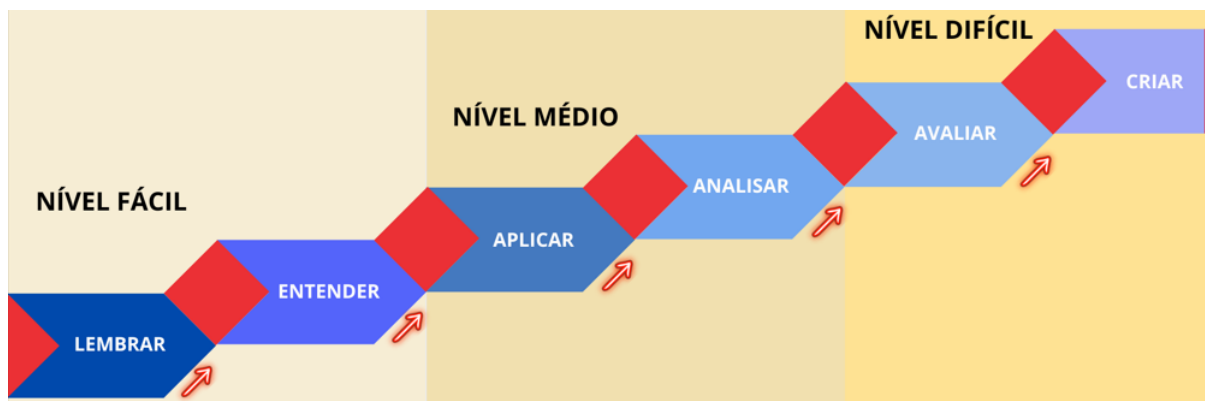 NÍVEL FÁCIL
LEMBRAR
ENTENDER
NÍVEL MÉDIO
APLICAR
ANALISAR
NÍVEL DIFÍCIL
AVALIAR
CRIAR